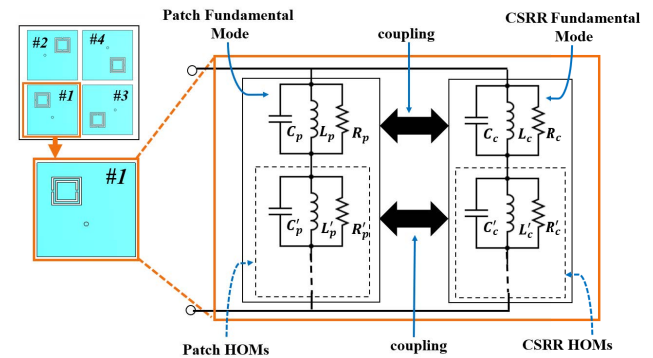 Patch Fundamental
Mode
coupling
CSRR Fundamental
Mode
#2
#4
#1
#3
#1
C_p
L_p
R_p
C_c
L_c
R_c
C'_p
L'_p
R'_p
C'_c
L'_c
R'_c
Patch HOMs
coupling
CSRR HOMs